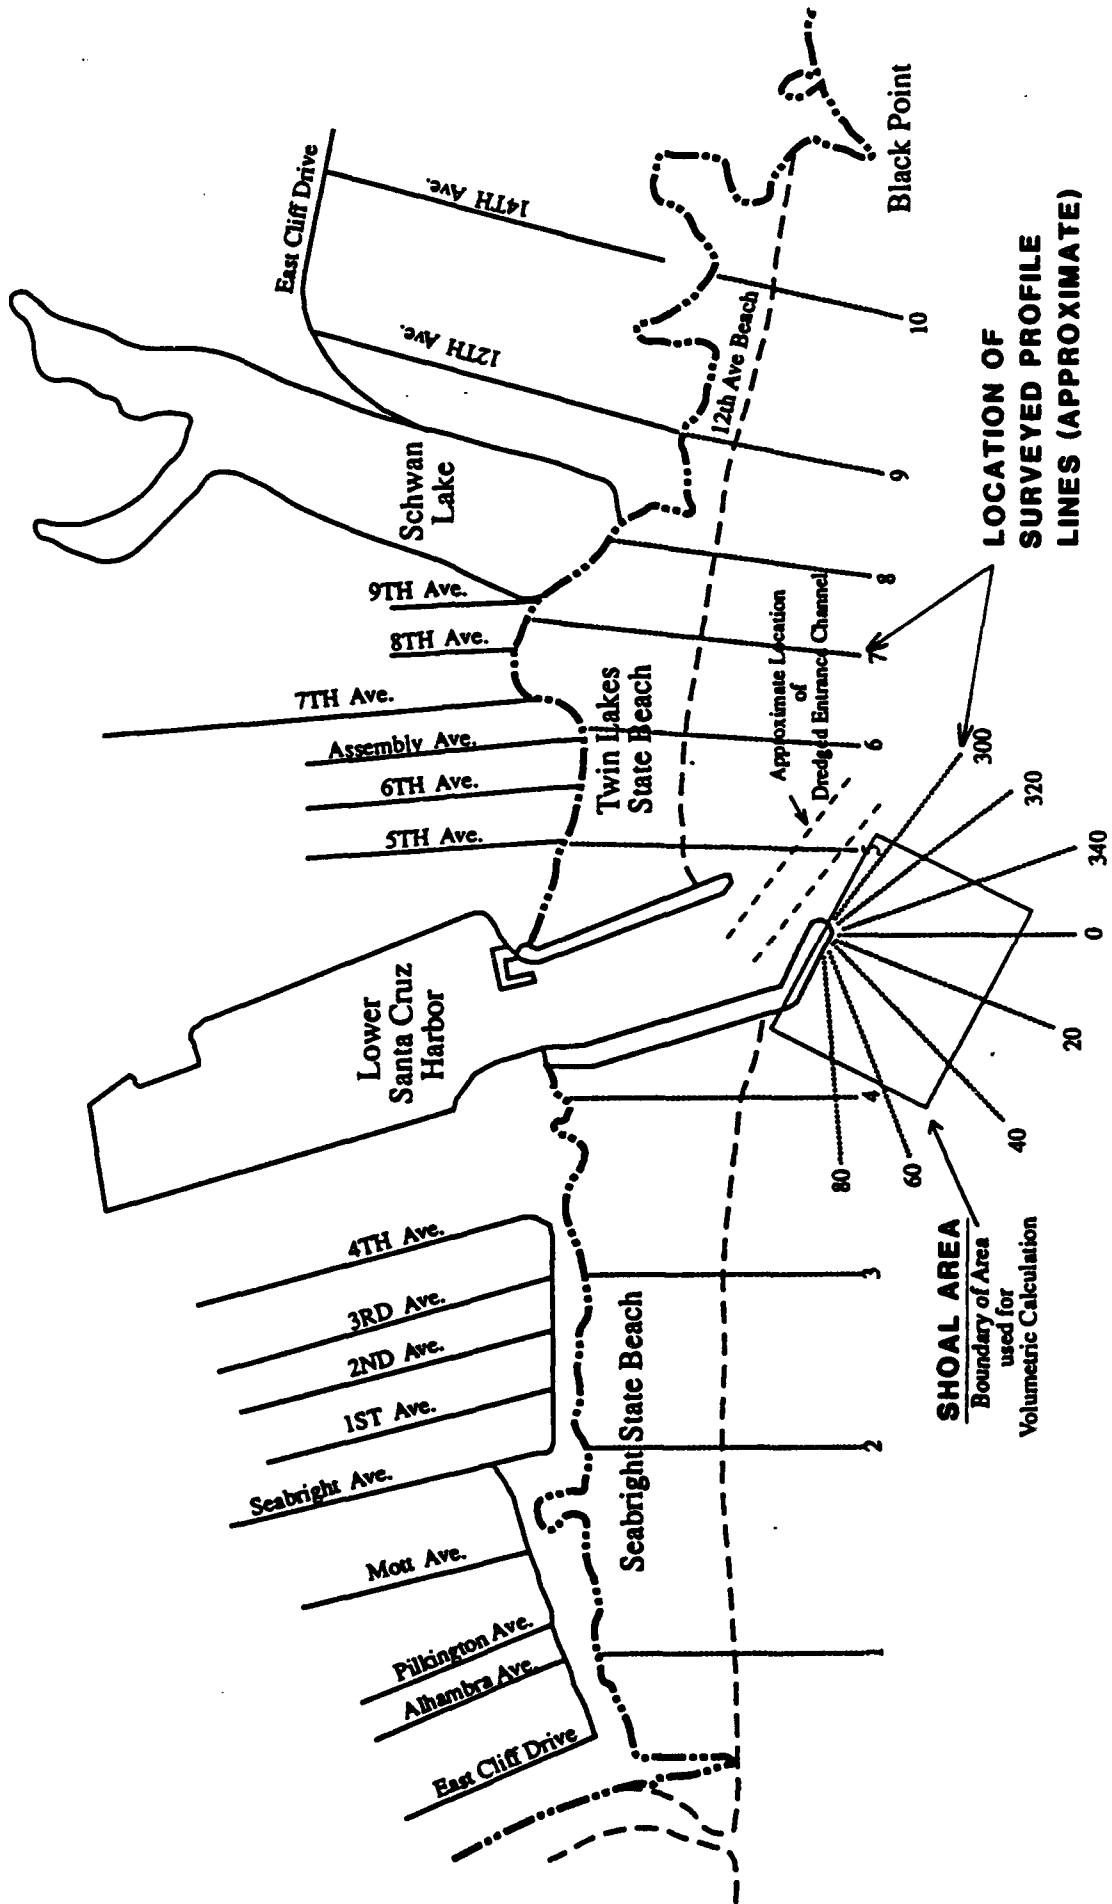 East Cliff Drive
14TH Ave.
12TH Ave.
Black Point
12th Ave Beach
10
9
8
7
6
Schwan
Lake
9TH Ave.
8TH Ave.
7TH Ave.
Assembly Ave.
6TH Ave.
5TH Ave.
Twin Lakes
State Beach
Approximate Location
of
Dredged Entrance Channel
LOCATION OF
SURVEYED PROFILE
LINES (APPROXIMATE)
300
320
340
0
20
40
60
80
Lower
Santa Cruz
Harbor
4
3
2
1
4TH Ave.
3RD Ave.
2ND Ave.
1ST Ave.
Seabright Ave.
Mott Ave.
Pilkington Ave.
Alhambra Ave.
East Cliff Drive
Seabright State Beach
SHOAL AREA
Boundary of Area
used for
Volumetric Calculation